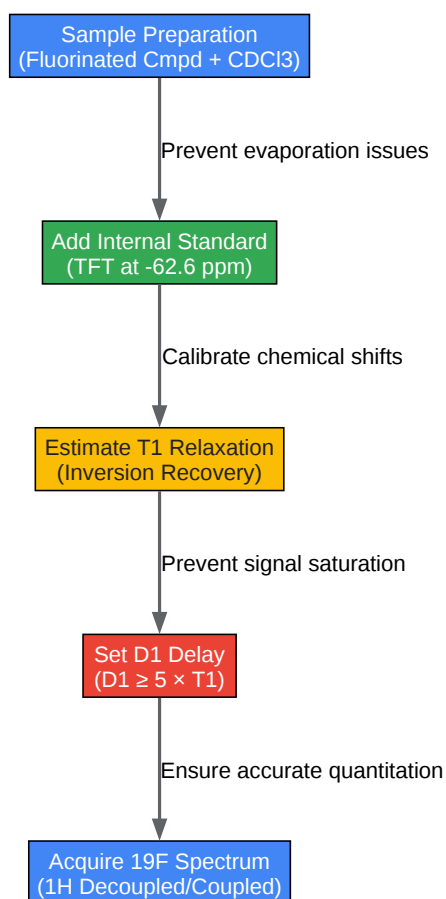 Sample Preparation
(Fluorinated Cmpd + CDCl3)
Prevent evaporation issues
Add Internal Standard
(TFT at -62.6 ppm)
Calibrate chemical shifts
Estimate T1 Relaxation
(Inversion Recovery)
Prevent signal saturation
Set D1 Delay
(D1 ≥ 5 × T1)
Ensure accurate quantitation
Acquire 19F Spectrum
(1H Decoupled/Coupled)